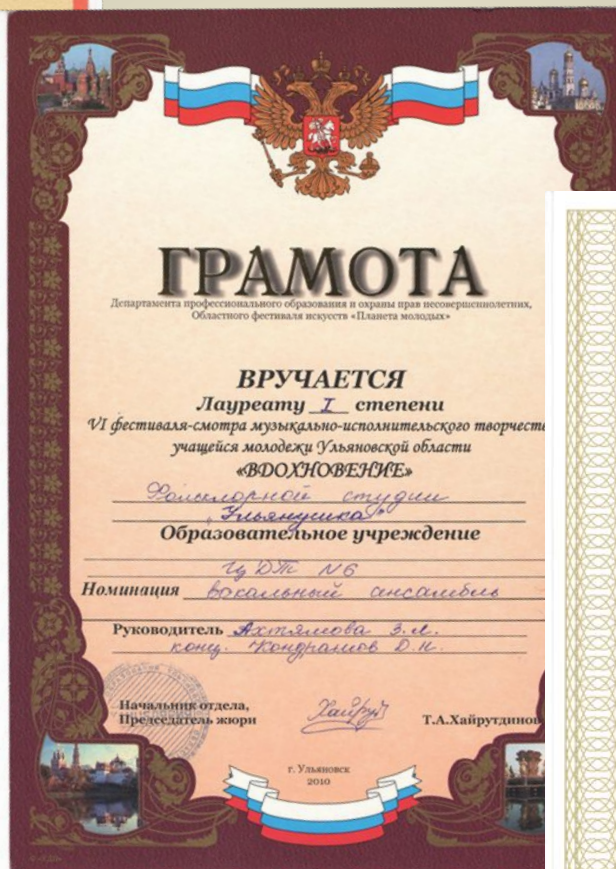 ГРАМОТА
Департамента профессионального образования и охраны прав несовершеннолетних,
Областного фестиваля искусств «Планета молодых»
ВРУЧАЕТСЯ
Лауреату I степени
VI фестиваля-смотра музыкально-исполнительского творчеств
учащейся молодежи Ульяновской области
«ВДОХНОВЕНИЕ»
Фольклорной студии
"Ульянушка"
Образовательное учреждение
ЦДТ №6
Номинация вокальный ансамбль
Руководитель Ахтямова З.М.
конц. Кондрашов Д.Н.
Начальник отдела,
Председатель жюри
Т.А.Хайрутдинов
г. Ульяновск
2010